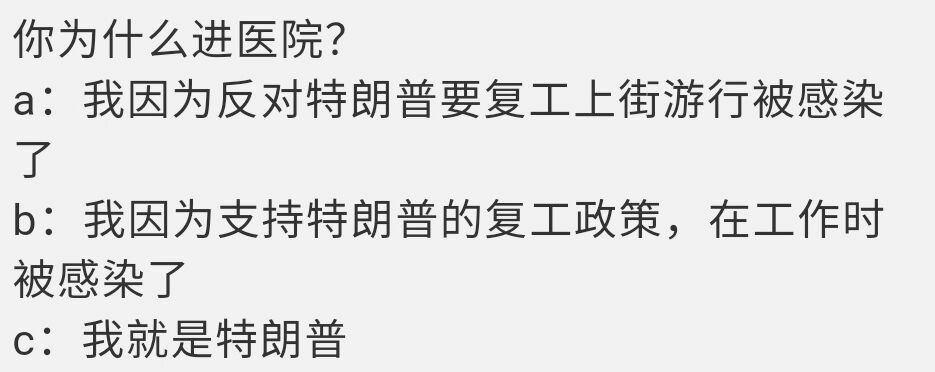 你为什么进医院？
a：我因为反对特朗普要复工上街游行被感染
了
b：我因为支持特朗普的复工政策，在工作时
被感染了
c：我就是特朗普